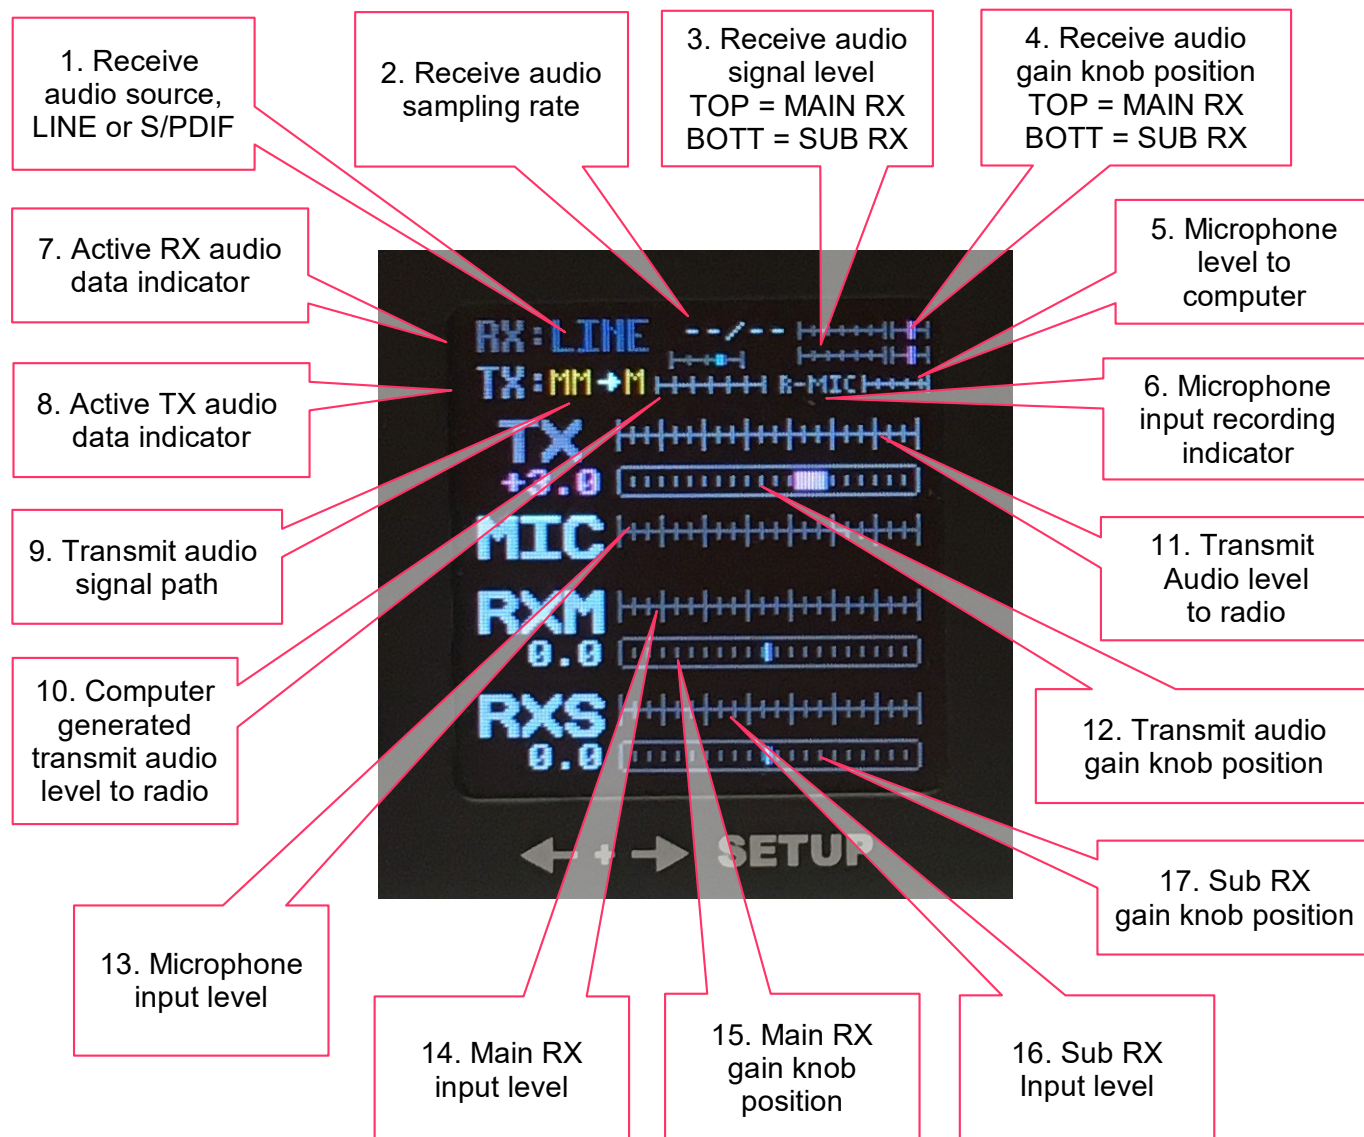 1. Receive
audio source,
LINE or S/PDIF
2. Receive audio
sampling rate
3. Receive audio
signal level
TOP = MAIN RX
BOTT = SUB RX
4. Receive audio
gain knob position
TOP = MAIN RX
BOTT = SUB RX
5. Microphone
level to
computer
7. Active RX audio
data indicator
6. Microphone
input recording
indicator
8. Active TX audio
data indicator
RX:LINE --/--
TX:MM→M R-MIC
TX
+3.0
MIC
RXM
0.0
RXS
0.0
← + → SETUP
9. Transmit audio
signal path
11. Transmit
Audio level
to radio
10. Computer
generated
transmit audio
level to radio
12. Transmit audio
gain knob position
17. Sub RX
gain knob position
13. Microphone
input level
14. Main RX
input level
15. Main RX
gain knob
position
16. Sub RX
Input level